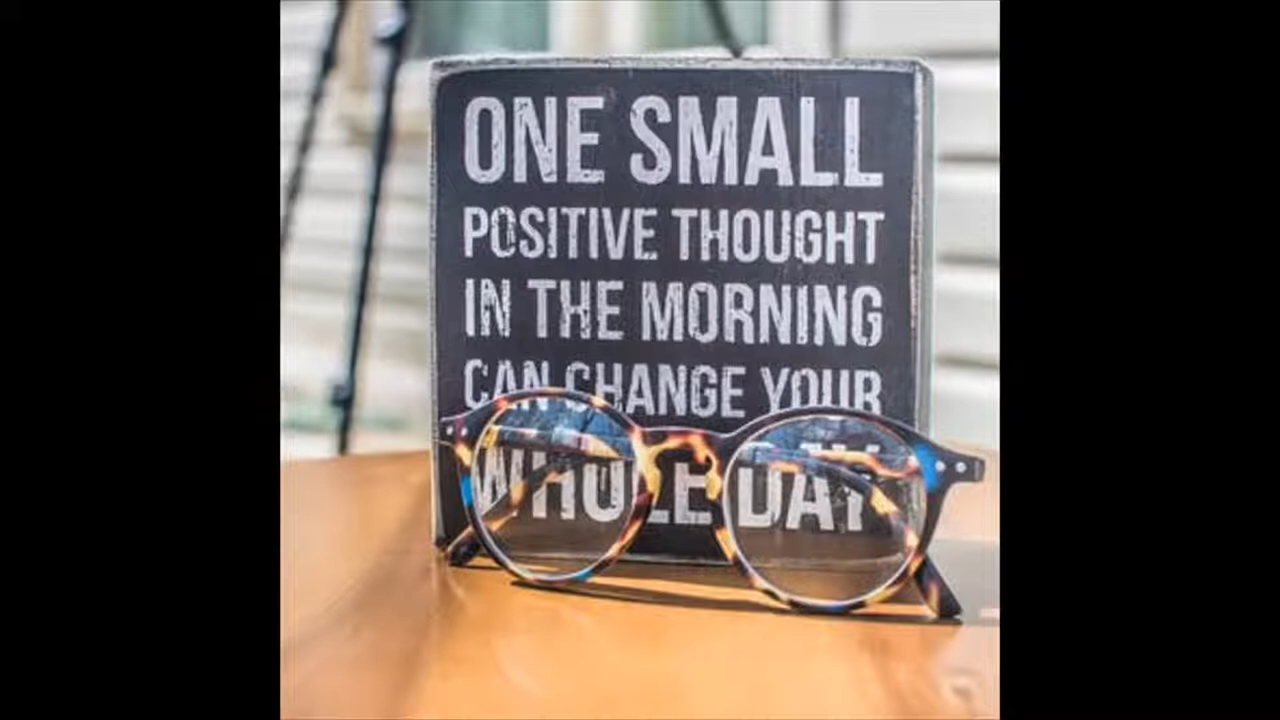 ONE SMALL
POSITIVE THOUGHT
IN THE MORNING
CAN CHANGE YOUR
WHOLE DAY